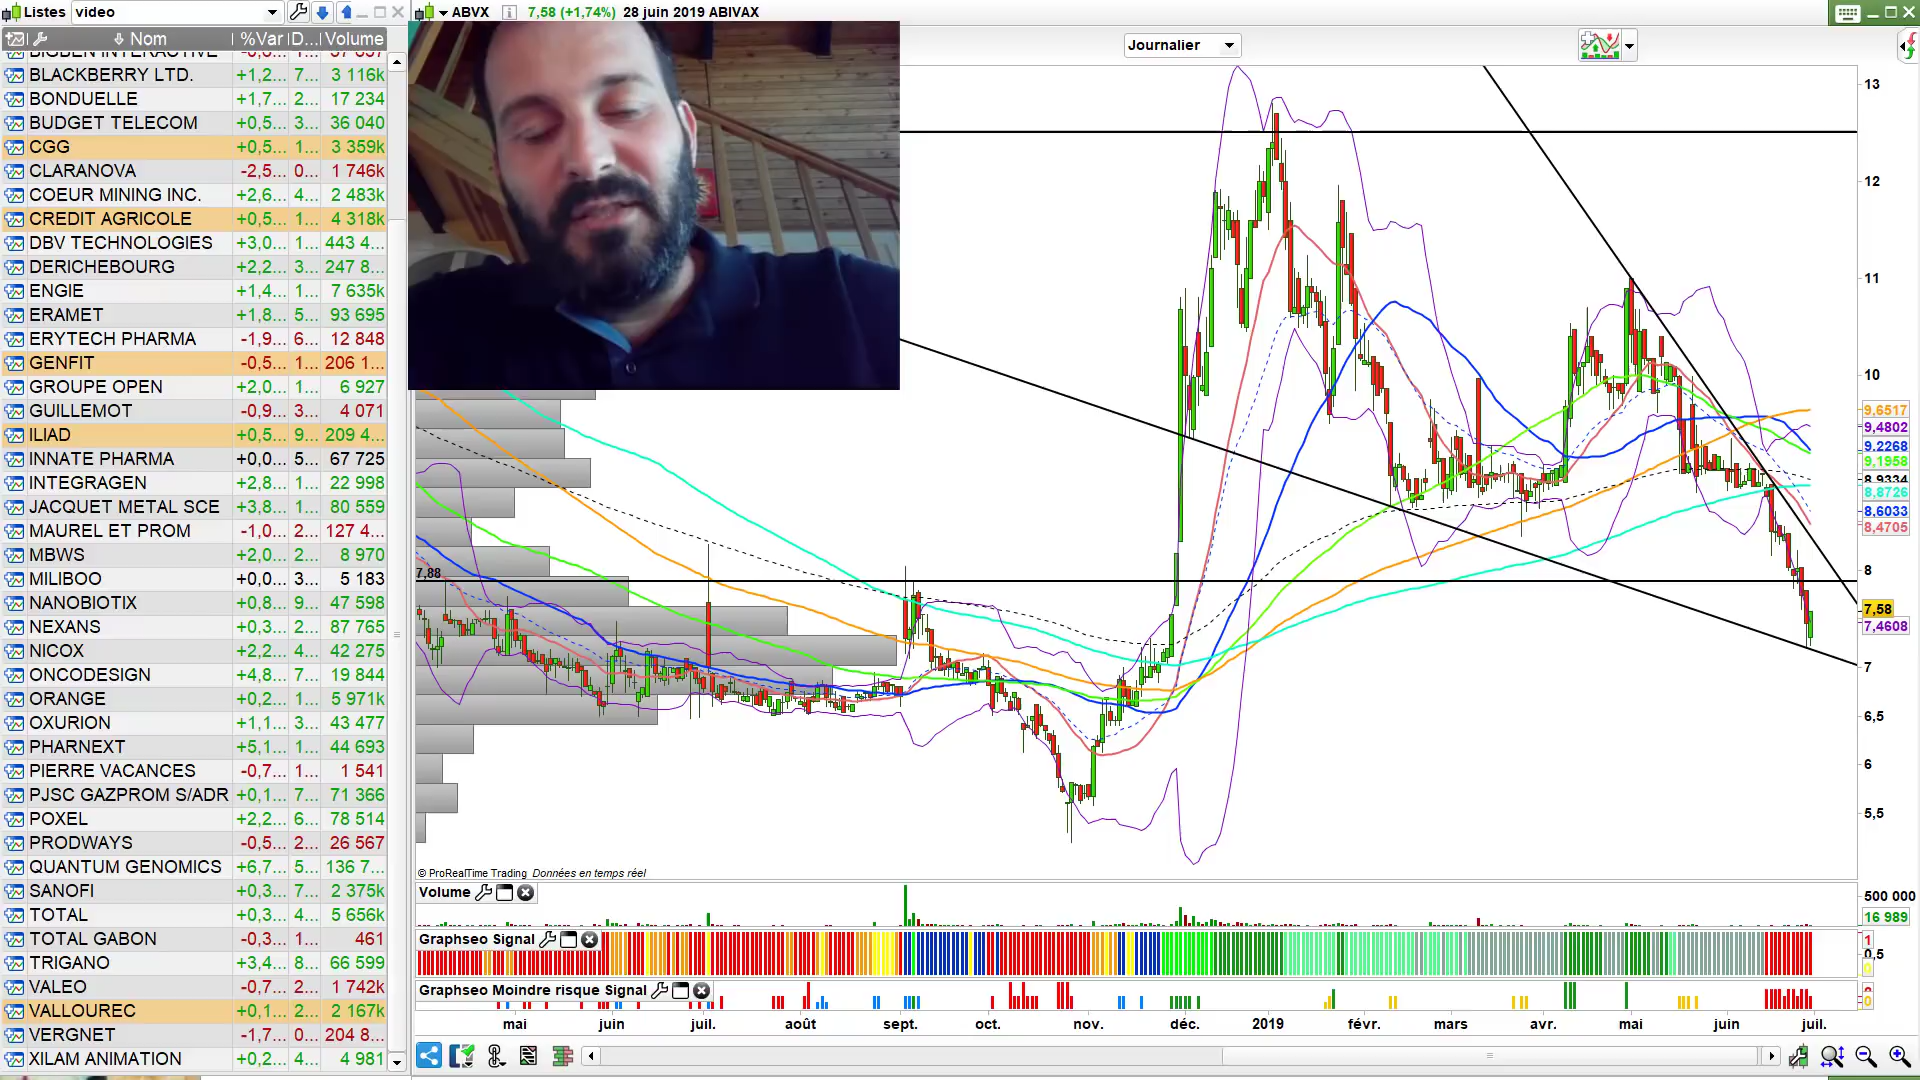 Listes video
ABVX 7,58 (+1,74%) 28 juin 2019 ABIVAX
Nom %Var D... Volume
Journalier
BIGBEN INTERACTIVE
BLACKBERRY LTD. +1,2... 7... 3 116k
BONDUELLE +1,7... 2... 17 234
BUDGET TELECOM +0,5... 3... 36 040
CGG +0,5... 1... 3 359k
CLARANOVA -2,5... 0... 1 746k
COEUR MINING INC. +2,6... 4... 2 483k
CREDIT AGRICOLE +0,5... 1... 4 318k
DBV TECHNOLOGIES +3,0... 1... 443 4...
DERICHEBOURG +2,2... 3... 247 8...
ENGIE +1,4... 1... 7 635k
ERAMET +1,8... 5... 93 695
ERYTECH PHARMA -1,9... 6... 12 848
GENFIT -0,5... 1... 206 1...
GROUPE OPEN +2,0... 1... 6 927
GUILLEMOT -0,9... 3... 4 071
ILIAD +0,5... 9... 209 4...
INNATE PHARMA +0,0... 5... 67 725
INTEGRAGEN +2,8... 1... 22 998
JACQUET METAL SCE +3,8... 1... 80 559
MAUREL ET PROM -1,0... 2... 127 4...
MBWS +2,0... 2... 8 970
MILIBOO +0,0... 3... 5 183
NANOBIOTIX +0,8... 9... 47 598
NEXANS +0,3... 2... 87 765
NICOX +2,2... 4... 42 275
ONCODESIGN +4,8... 7... 19 844
ORANGE +0,2... 1... 5 971k
OXURION +1,1... 3... 43 477
PHARNEXT +5,1... 1... 44 693
PIERRE VACANCES -0,7... 1... 1 541
PJSC GAZPROM S/ADR +0,1... 7... 71 366
POXEL +2,2... 6... 78 514
PRODWAYS -0,5... 2... 26 567
QUANTUM GENOMICS +6,7... 5... 136 7...
SANOFI +0,3... 7... 2 375k
TOTAL +0,3... 4... 5 656k
TOTAL GABON -0,3... 1... 461
TRIGANO +3,4... 8... 66 599
VALEO -0,7... 1... 1 742k
VALLOUREC +0,1... 2... 2 167k
VERGNET -1,7... 0... 204 8...
XILAM ANIMATION +0,2... 4... 4 981
13
12
11
10
9,6517
9,4802
9,2268
9,1958
8,9334
8,8726
8,6033
8,4705
8
7,88
7,58
7,4608
7
6,5
6
5,5
© ProRealTime Trading Données en temps réel
Volume
500 000
16 989
Graphseo Signal
1
0,5
0
Graphseo Moindre risque Signal
0
mai juin juil. août sept. oct. nov. déc. 2019 févr. mars avr. mai juin juil.